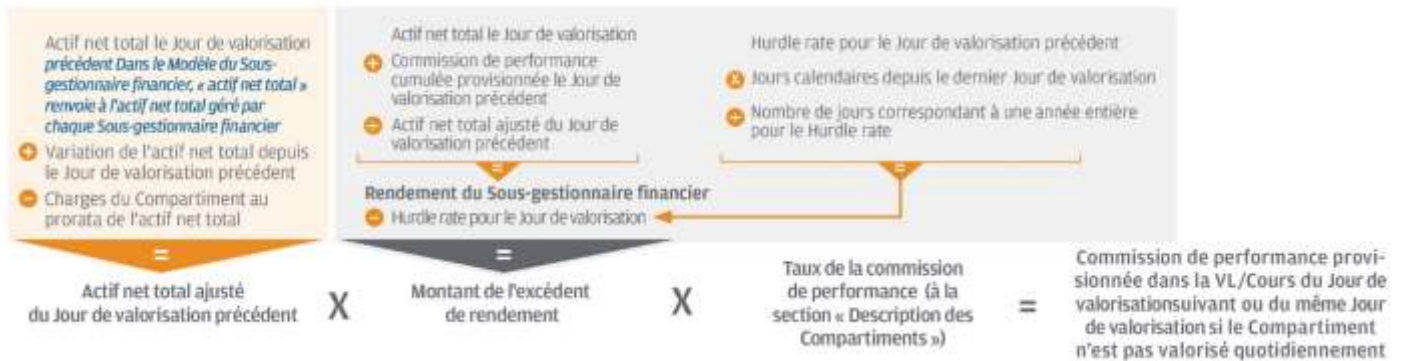 Actif net total le Jour de valorisation
précédent Dans le Modèle du Sous-
gestionnaire financier, « actif net total »
renvoie à l'actif net total géré par
chaque Sous-gestionnaire financier
+ Variation de l'actif net total depuis
le Jour de valorisation précédent
− Charges du Compartiment au
prorata de l'actif net total
=
Actif net total ajusté
du Jour de valorisation précédent
X
Actif net total le Jour de valorisation
+ Commission de performance
cumulée provisionnée le Jour de
valorisation précédent
÷ Actif net total ajusté du Jour de
valorisation précédent
=
Rendement du Sous-gestionnaire financier
− Hurdle rate pour le Jour de valorisation
=
Montant de l'excédent
de rendement
X
Hurdle rate pour le Jour de valorisation précédent
x Jours calendaires depuis le dernier Jour de valorisation
÷ Nombre de jours correspondant à une année entière
pour le Hurdle rate
=
Taux de la commission
de performance (à la
section « Description des
Compartiments »)
=
Commission de performance provi-
sionnée dans la VL/Cours du Jour de
valorisationsuivant ou du même Jour
de valorisation si le Compartiment
n'est pas valorisé quotidiennement